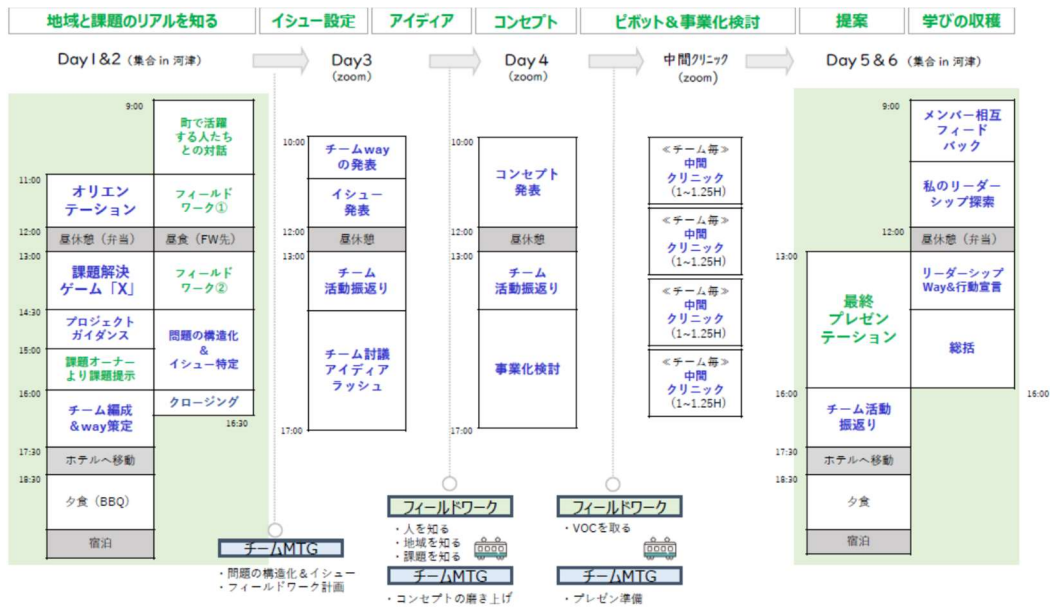 地域と課題のリアルを知る
イシュー設定
アイディア
コンセプト
ピボット＆事業化検討
提案
学びの収穫
Day1&2（集合 in 河津）
Day3
(zoom)
Day4
(zoom)
中間クリニック
(zoom)
Day5&6（集合 in 河津）
11:00
12:00
13:00
14:30
15:00
16:00
17:30
18:30
オリエン
テーション
昼休憩（弁当）
課題解決
ゲーム「X」
プロジェクト
ガイダンス
課題オーナー
より課題提示
チーム編成
&way策定
ホテルへ移動
夕食（BBQ）
宿泊
9:00
町で活躍
する人たち
との対話
フィールド
ワーク①
昼食（FW先）
フィールド
ワーク②
問題の構造化
&
イシュー特定
クロージング
16:30
10:00
12:00
13:00
17:00
チームway
の発表
イシュー
発表
昼休憩
チーム
活動振返り
チーム討議
アイディア
ラッシュ
10:00
12:00
13:00
17:00
コンセプト
発表
昼休憩
チーム
活動振返り
事業化検討
≪チーム毎≫
中間
クリニック
(1~1.25H)
≪チーム毎≫
中間
クリニック
(1~1.25H)
≪チーム毎≫
中間
クリニック
(1~1.25H)
≪チーム毎≫
中間
クリニック
(1~1.25H)
13:00
16:00
17:30
18:30
最終
プレゼン
テーション
チーム活動
振返り
ホテルへ移動
夕食
宿泊
9:00
12:00
16:00
メンバー相互
フィード
バック
私のリーダー
シップ探索
昼休憩（弁当）
リーダーシップ
Way&行動宣言
総括
チームMTG
・問題の構造化＆イシュー
・フィールドワーク計画
フィールドワーク
・人を知る
・地域を知る
・課題を知る
チームMTG
・コンセプトの磨き上げ
フィールドワーク
・VOCを取る
チームMTG
・プレゼン準備